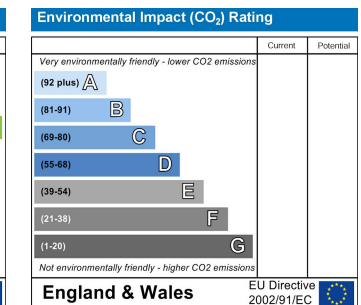 Environmental Impact (CO₂) Rating
Current Potential
Very environmentally friendly - lower CO2 emissions
(92 plus) A
(81-91) B
(69-80) C
(55-68) D
(39-54) E
(21-38) F
(1-20) G
Not environmentally friendly - higher CO2 emissions
England & Wales
EU Directive
2002/91/EC